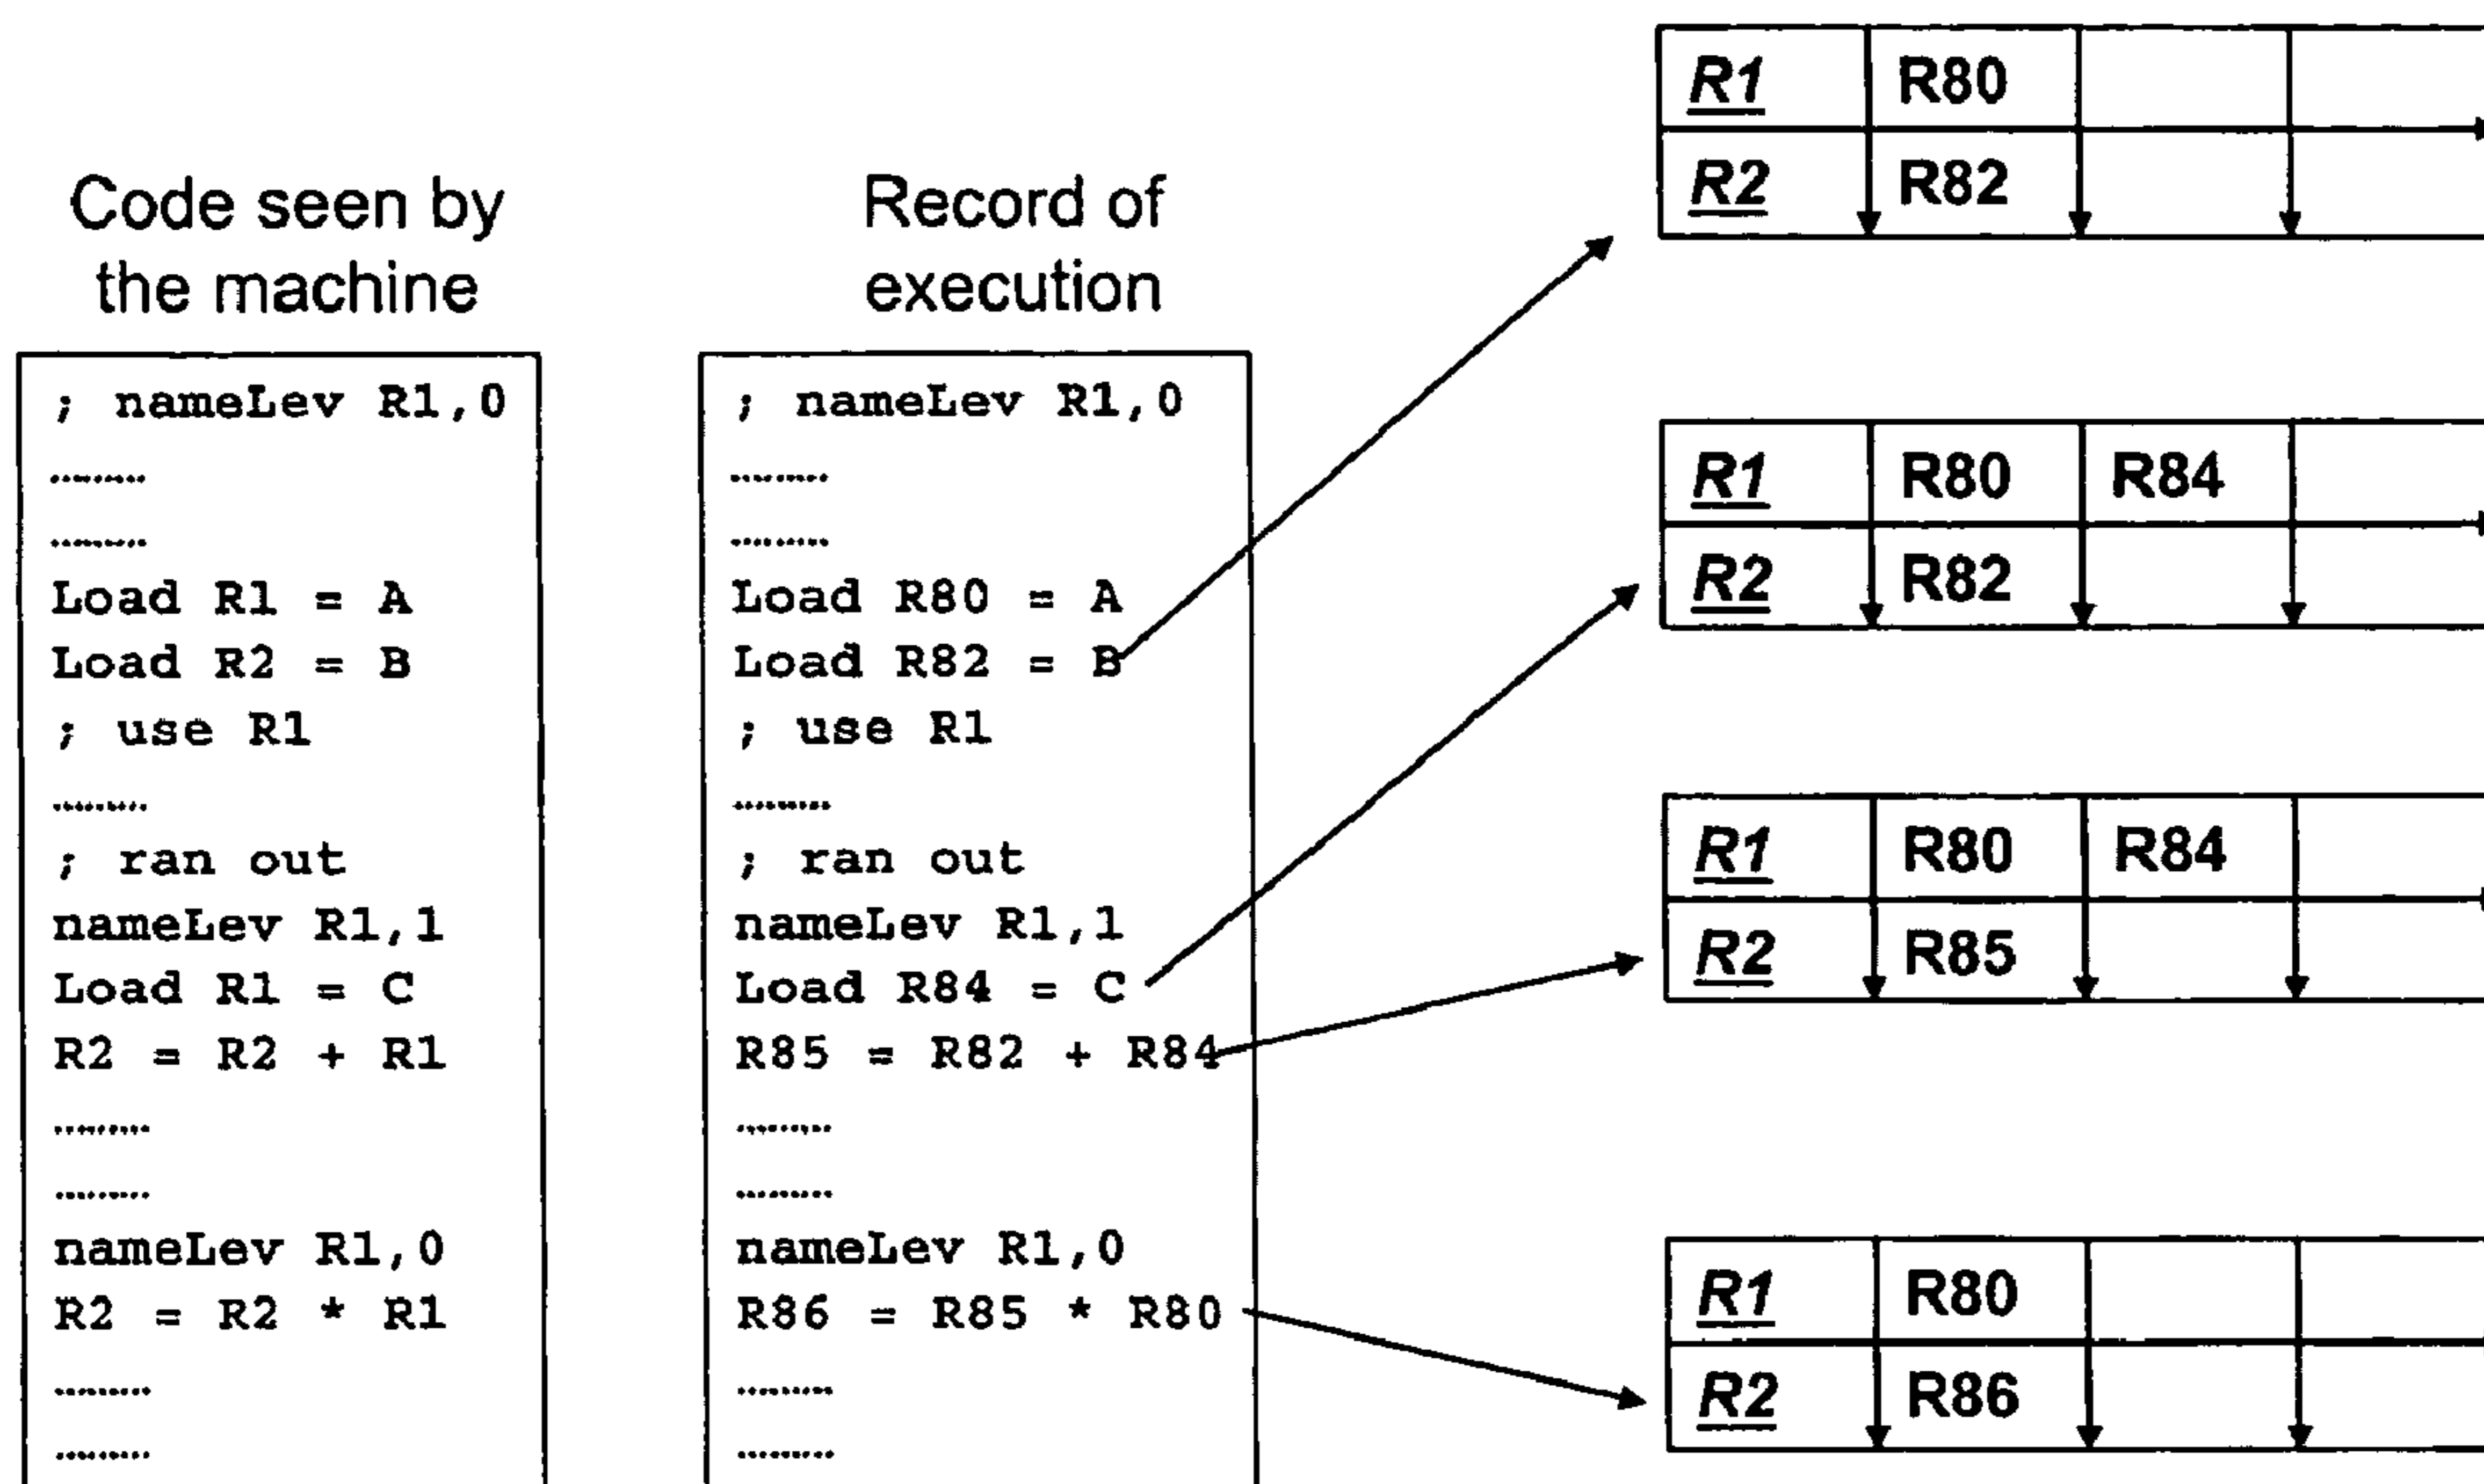 Code seen by
the machine
; nameLev R1,0
.........
.........
Load R1 = A
Load R2 = B
; use R1
.........
; ran out
nameLev R1,1
Load R1 = C
R2 = R2 + R1
.........
.........
nameLev R1,0
R2 = R2 * R1
.........
.........
Record of
execution
; nameLev R1,0
.........
.........
Load R80 = A
Load R82 = B
; use R1
.........
; ran out
nameLev R1,1
Load R84 = C
R85 = R82 + R84
.........
.........
nameLev R1,0
R86 = R85 * R80
.........
.........
R1 R80
R2 R82
R1 R80 R84
R2 R82
R1 R80 R84
R2 R85
R1 R80
R2 R86